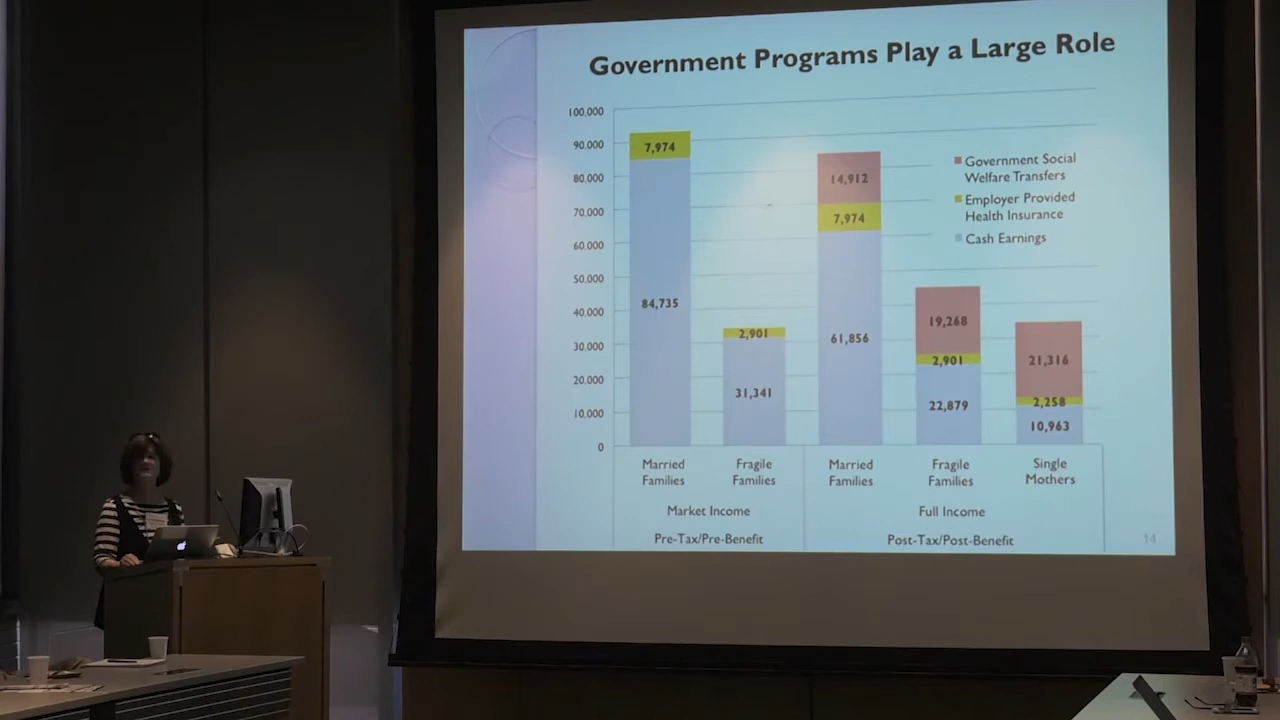 Government Programs Play a Large Role
100,000
90,000
80,000
70,000
60,000
50,000
40,000
30,000
20,000
10,000
0
7,974
84,735
2,901
31,341
14,912
7,974
61,856
19,268
2,901
22,879
21,316
2,258
10,963
Government Social
Welfare Transfers
Employer Provided
Health Insurance
Cash Earnings
Married
Families
Fragile
Families
Married
Families
Fragile
Families
Single
Mothers
Market Income
Full Income
Pre-Tax/Pre-Benefit
Post-Tax/Post-Benefit
14